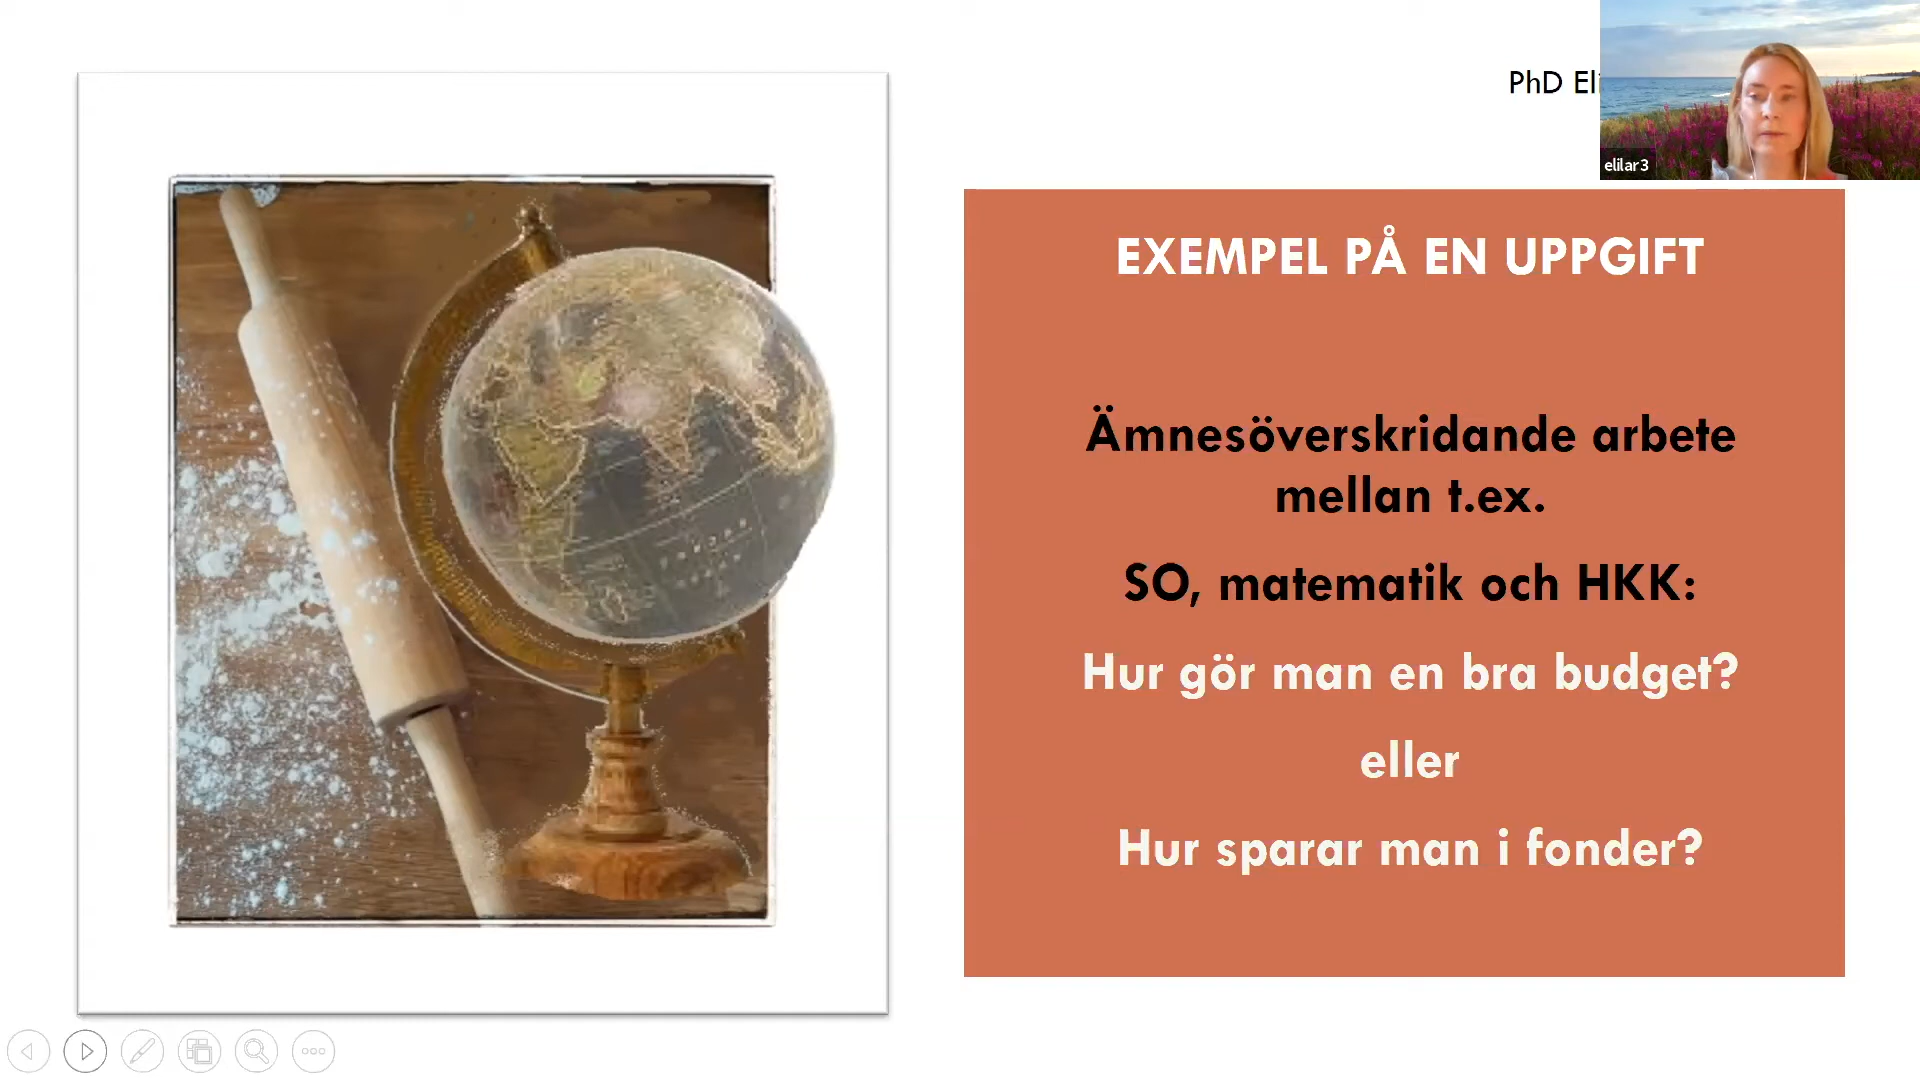 PhD Eli
elilar3
EXEMPEL PÅ EN UPPGIFT
Ämnesöverskridande arbete
mellan t.ex.
SO, matematik och HKK:
Hur gör man en bra budget?
eller
Hur sparar man i fonder?